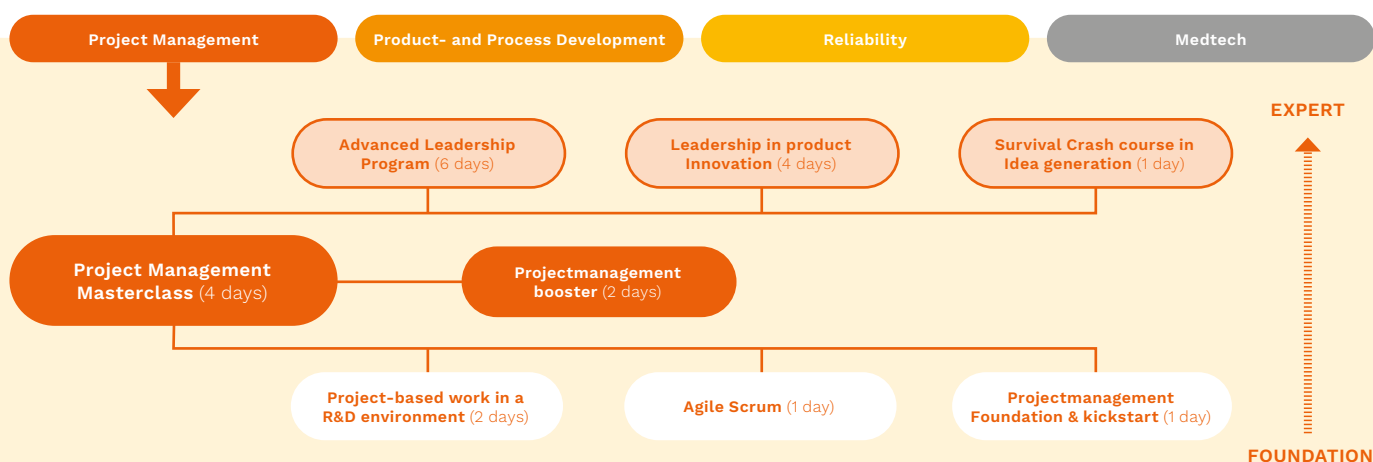 Project Management
Product- and Process Development
Reliability
Medtech
EXPERT
Advanced Leadership
Program (6 days)
Leadership in product
Innovation (4 days)
Survival Crash course in
Idea generation (1 day)
Project Management
Masterclass (4 days)
Projectmanagement
booster (2 days)
Project-based work in a
R&D environment (2 days)
Agile Scrum (1 day)
Projectmanagement
Foundation & kickstart (1 day)
FOUNDATION